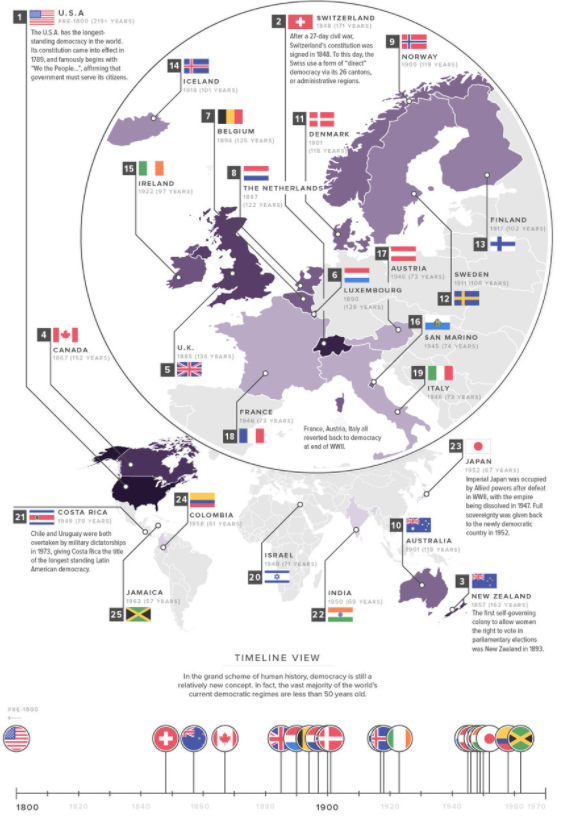 1
U.S.A
PRE-1800 (219+ YEARS)
The U.S.A. has the longest-
standing democracy in the world.
Its constitution came into effect in
1789, and famously begins with
"We the People...", affirming that
government must serve its citizens.
2
SWITZERLAND
1848 (171 YEARS)
After a 27-day civil war,
Switzerland's constitution was
signed in 1848. To this day, the
Swiss use a form of "direct"
democracy via its 26 cantons,
or administrative regions.
9
NORWAY
1900 (119 YEARS)
14
ICELAND
1918 (101 YEARS)
7
BELGIUM
1894 (125 YEARS)
11
DENMARK
1901
(118 YEARS)
15
IRELAND
1922 (97 YEARS)
8
THE NETHERLANDS
1897
(122 YEARS)
FINLAND
1917 (102 YEARS)
13
17
AUSTRIA
1946 (73 YEARS)
6
LUXEMBOURG
1890
(129 YEARS)
SWEDEN
1911 (108 YEARS)
12
16
SAN MARINO
1945 (74 YEARS)
4
CANADA
1867 (152 YEARS)
U.K.
1885 (134 YEARS)
5
19
ITALY
1946 (73 YEARS)
FRANCE
1946 (73 YEARS)
18
France, Austria, Italy all
reverted back to democracy
at end of WWII.
23
JAPAN
1952 (67 YEARS)
Imperial Japan was occupied
by Allied powers after defeat
in WWII, with the empire
being dissolved in 1947. Full
sovereignty was given back
to the newly democratic
country in 1952.
24
COLOMBIA
1958 (61 YEARS)
21
COSTA RICA
1949 (70 YEARS)
Chile and Uruguay were both
overtaken by military dictatorships
in 1973, giving Costa Rica the title
of the longest standing Latin
American democracy.
10
AUSTRALIA
1901 (118 YEARS)
ISRAEL
1948 (71 YEARS)
20
JAMAICA
1962 (57 YEARS)
25
INDIA
1950 (69 YEARS)
22
3
NEW ZEALAND
1857 (162 YEARS)
The first self-governing
colony to allow women
the right to vote in
parliamentary elections
was New Zealand in 1893.
TIMELINE VIEW
In the grand scheme of human history, democracy is still a
relatively new concept. In fact, the vast majority of the world's
current democratic regimes are less than 50 years old.
PRE-1800
1800 1820 1840 1860 1880 1900 1920 1940 1960 1970